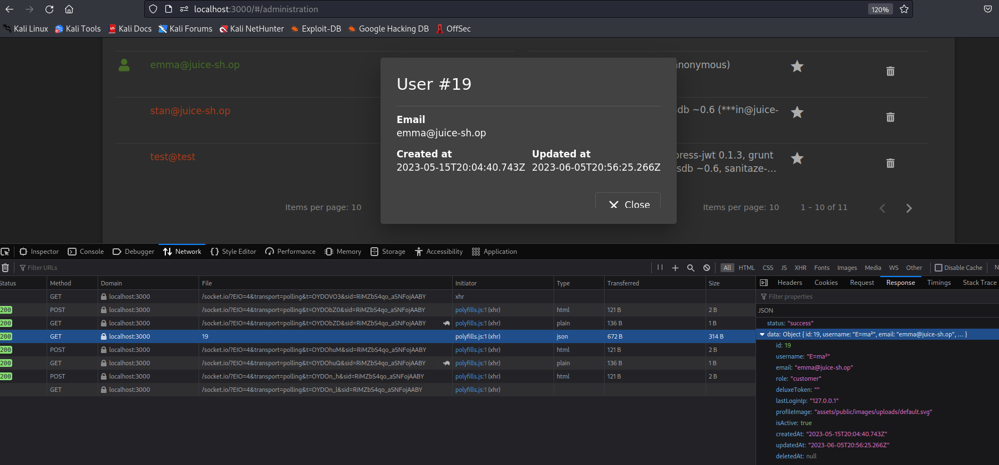 localhost:3000/#/administration
120%
Kali Linux Kali Tools Kali Docs Kali Forums Kali NetHunter Exploit-DB Google Hacking DB OffSec
emma@juice-sh.op
stan@juice-sh.op
test@test
Items per page: 10
User #19
Email
emma@juice-sh.op
Created at Updated at
2023-05-15T20:04:40.743Z 2023-06-05T20:56:25.266Z
Close
nonymous)
db ~0.6 (***in@juice-
press-jwt 0.1.3, grunt
sdb ~0.6, sanitaze-...
Items per page: 10 1 – 10 of 11
Inspector Console Debugger Network Style Editor Performance Memory Storage Accessibility Application
Filter URLs
All HTML CSS JS XHR Fonts Images Media WS Other Disable Cache N
Status Method Domain File Initiator Type Transferred Size
GET localhost:3000 /socket.io/?EIO=4&transport=polling&t=OYDOVO3&sid=RiMZbS4qo_aSNFojAABY xhr
200 POST localhost:3000 /socket.io/?EIO=4&transport=polling&t=OYDObZ0&sid=RiMZbS4qo_aSNFojAABY polyfills.js:1 (xhr) html 121 B 2 B
200 GET localhost:3000 /socket.io/?EIO=4&transport=polling&t=OYDObZD&sid=RiMZbS4qo_aSNFojAABY polyfills.js:1 (xhr) plain 136 B 1 B
200 GET localhost:3000 19 polyfills.js:1 (xhr) json 672 B 314 B
200 POST localhost:3000 /socket.io/?EIO=4&transport=polling&t=OYDOhuM&sid=RiMZbS4qo_aSNFojAABY polyfills.js:1 (xhr) html 121 B 2 B
200 GET localhost:3000 /socket.io/?EIO=4&transport=polling&t=OYDOhuQ&sid=RiMZbS4qo_aSNFojAABY polyfills.js:1 (xhr) plain 136 B 1 B
200 POST localhost:3000 /socket.io/?EIO=4&transport=polling&t=OYDOn_h&sid=RiMZbS4qo_aSNFojAABY polyfills.js:1 (xhr) html 121 B 2 B
GET localhost:3000 /socket.io/?EIO=4&transport=polling&t=OYDOn_l&sid=RiMZbS4qo_aSNFojAABY polyfills.js:1 (xhr)
Headers Cookies Request Response Timings Stack Trace
Filter properties
JSON
status: "success"
data: Object { id: 19, username: "E=ma²", email: "emma@juice-sh.op", … }
id: 19
username: "E=ma²"
email: "emma@juice-sh.op"
role: "customer"
deluxeToken: ""
lastLoginIp: "127.0.0.1"
profileImage: "assets/public/images/uploads/default.svg"
isActive: true
createdAt: "2023-05-15T20:04:40.743Z"
updatedAt: "2023-06-05T20:56:25.266Z"
deletedAt: null